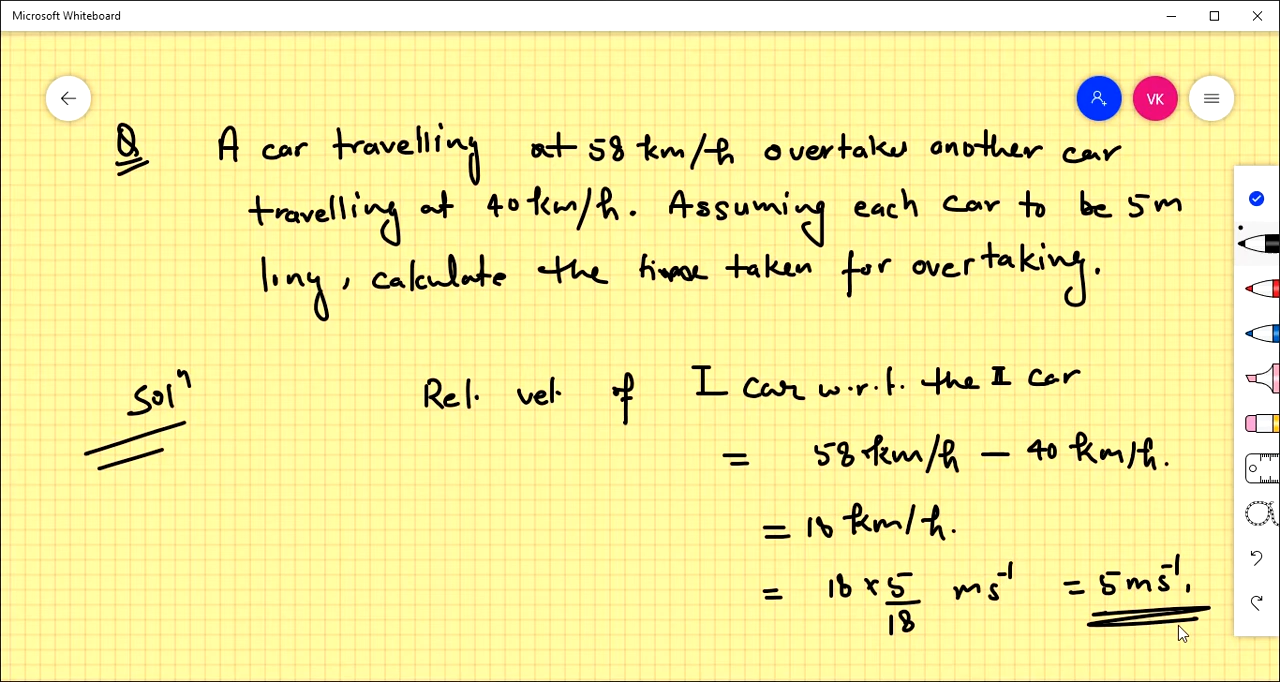 Microsoft Whiteboard
VK
Q A car travelling at 58 km/h overtakes another car
travelling at 40 km/h. Assuming each car to be 5m
long, calculate the time taken for overtaking.
Solⁿ Rel. vel. of I car w.r.t. the II car
= 58 km/h – 40 km/h.
= 18 km/h.
= 18 × 5/18 ms⁻¹ = 5 ms⁻¹.